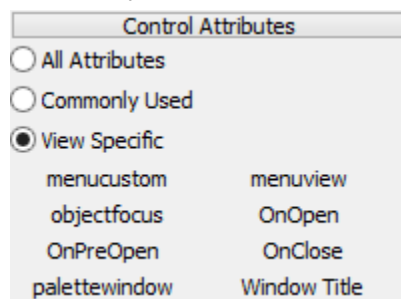 Control Attributes
All Attributes
Commonly Used
View Specific
menucustom menuview
objectfocus OnOpen
OnPreOpen OnClose
palettewindow Window Title